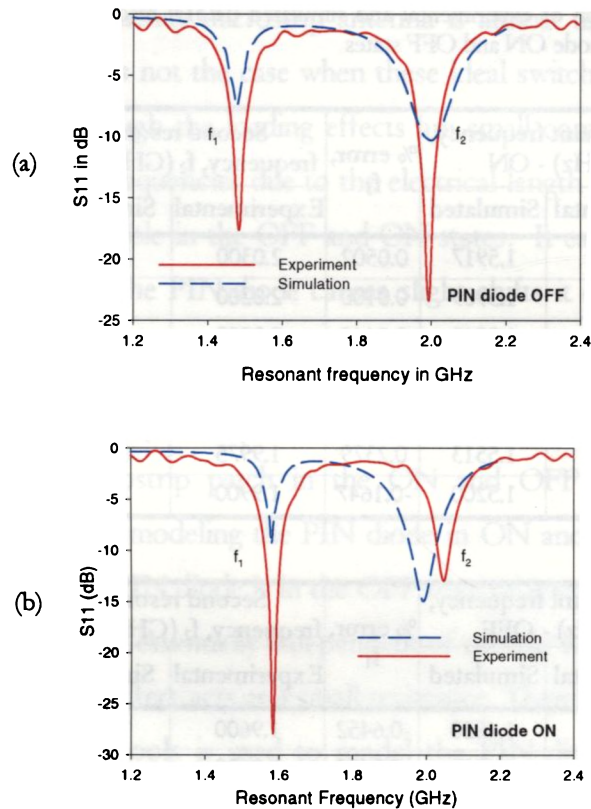 (a)
0
-5
-10
-15
-20
-25
S11 in dB
f1
f2
Experiment
Simulation
PIN diode OFF
1.2 1.4 1.6 1.8 2.0 2.2 2.4
Resonant frequency in GHz
(b)
0
-5
-10
-15
-20
-25
-30
S11 (dB)
f1
f2
Simulation
Experiment
PIN diode ON
1.2 1.4 1.6 1.8 2.0 2.2 2.4
Resonant Frequency (GHz)